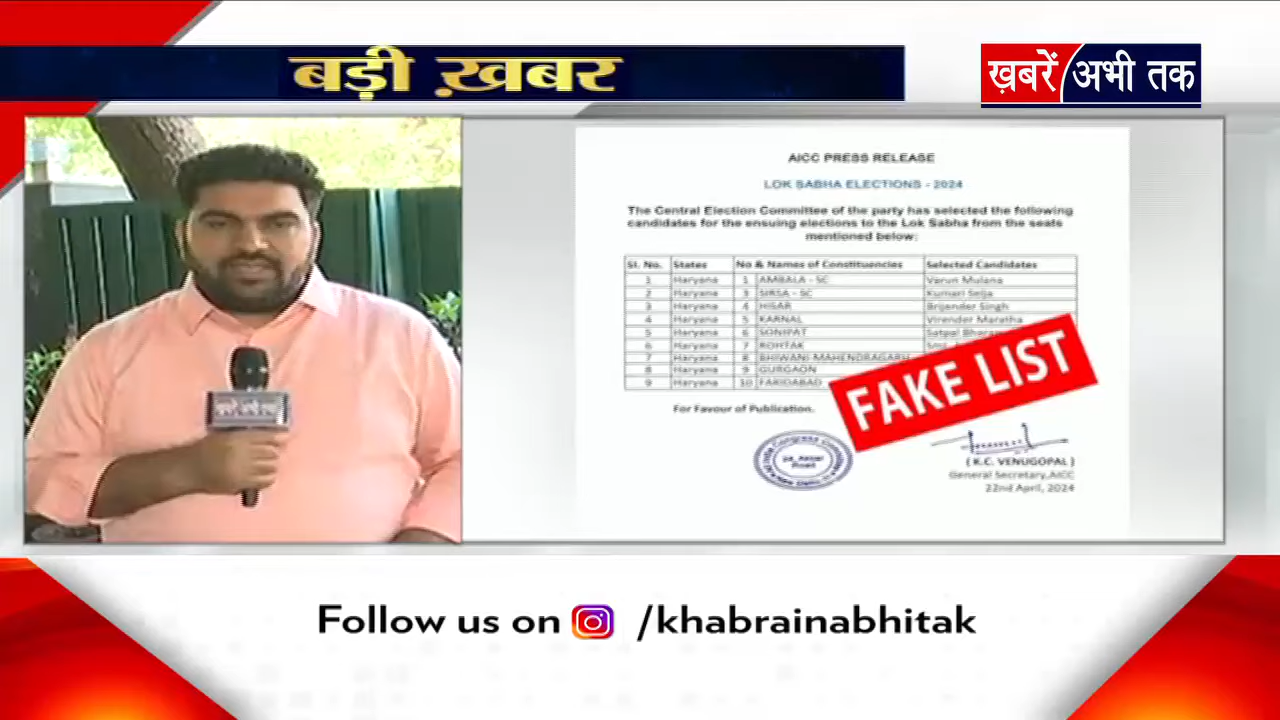 बड़ी ख़बर
ख़बरें अभी तक
AICC PRESS RELEASE
LOK SABHA ELECTIONS - 2024
The Central Election Committee of the party has selected the following
candidates for the ensuing elections to the Lok Sabha from the seats
mentioned below:
Sl. No. States No & Names of Constituencies Selected Candidates
1 Haryana 1 AMBALA - SC Varun Mulana
2 Haryana 3 SIRSA - SC Kumari Selja
3 Haryana 4 HISAR Brijender Singh
4 Haryana 5 KARNAL Virender Maratha
5 Haryana 6 SONIPAT Satpal
6 Haryana 7 ROHTAK Smt.
7 Haryana 8 BHIWANI MAHENDRAGARH
8 Haryana 9 GURGAON
9 Haryana 10 FARIDABAD
FAKE LIST
For Favour of Publication.
(K.C. VENUGOPAL)
General Secretary,AICC
22nd April, 2024
Follow us on /khabrainabhitak